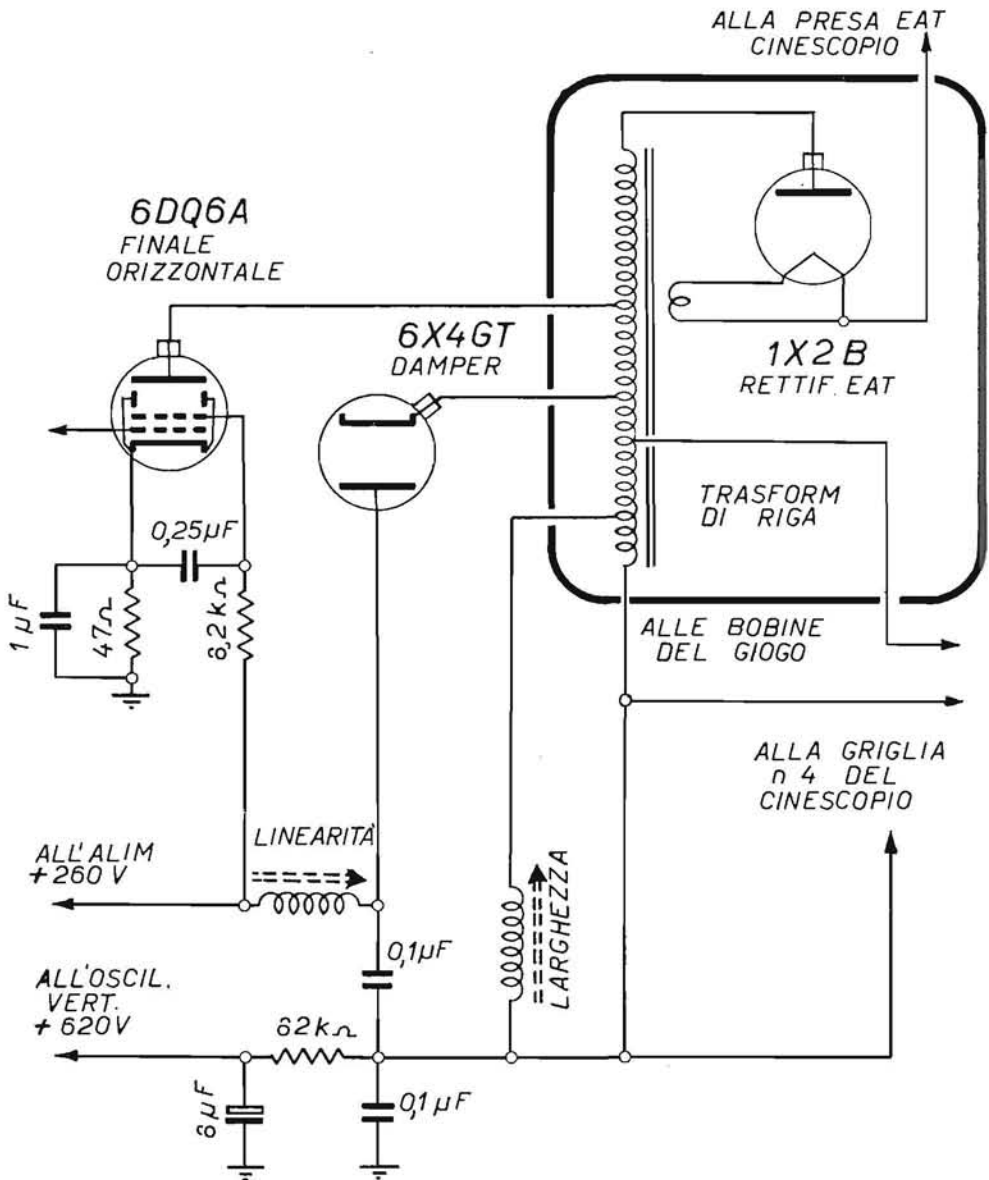 ALLA PRESA EAT
CINESCOPIO
6DQ6A
FINALE
ORIZZONTALE
6X4GT
DAMPER
1X2B
RETTIF. EAT
TRASFORM
DI RIGA
0,25µF
1µF
47Ω
8,2kΩ
ALLE BOBINE
DEL GIOGO
ALLA GRIGLIA
n 4 DEL
CINESCOPIO
LINEARITÀ
ALL'ALIM
+260V
LARGHEZZA
0,1µF
ALL'OSCIL.
VERT.
+620V
82kΩ
8µF
0,1µF